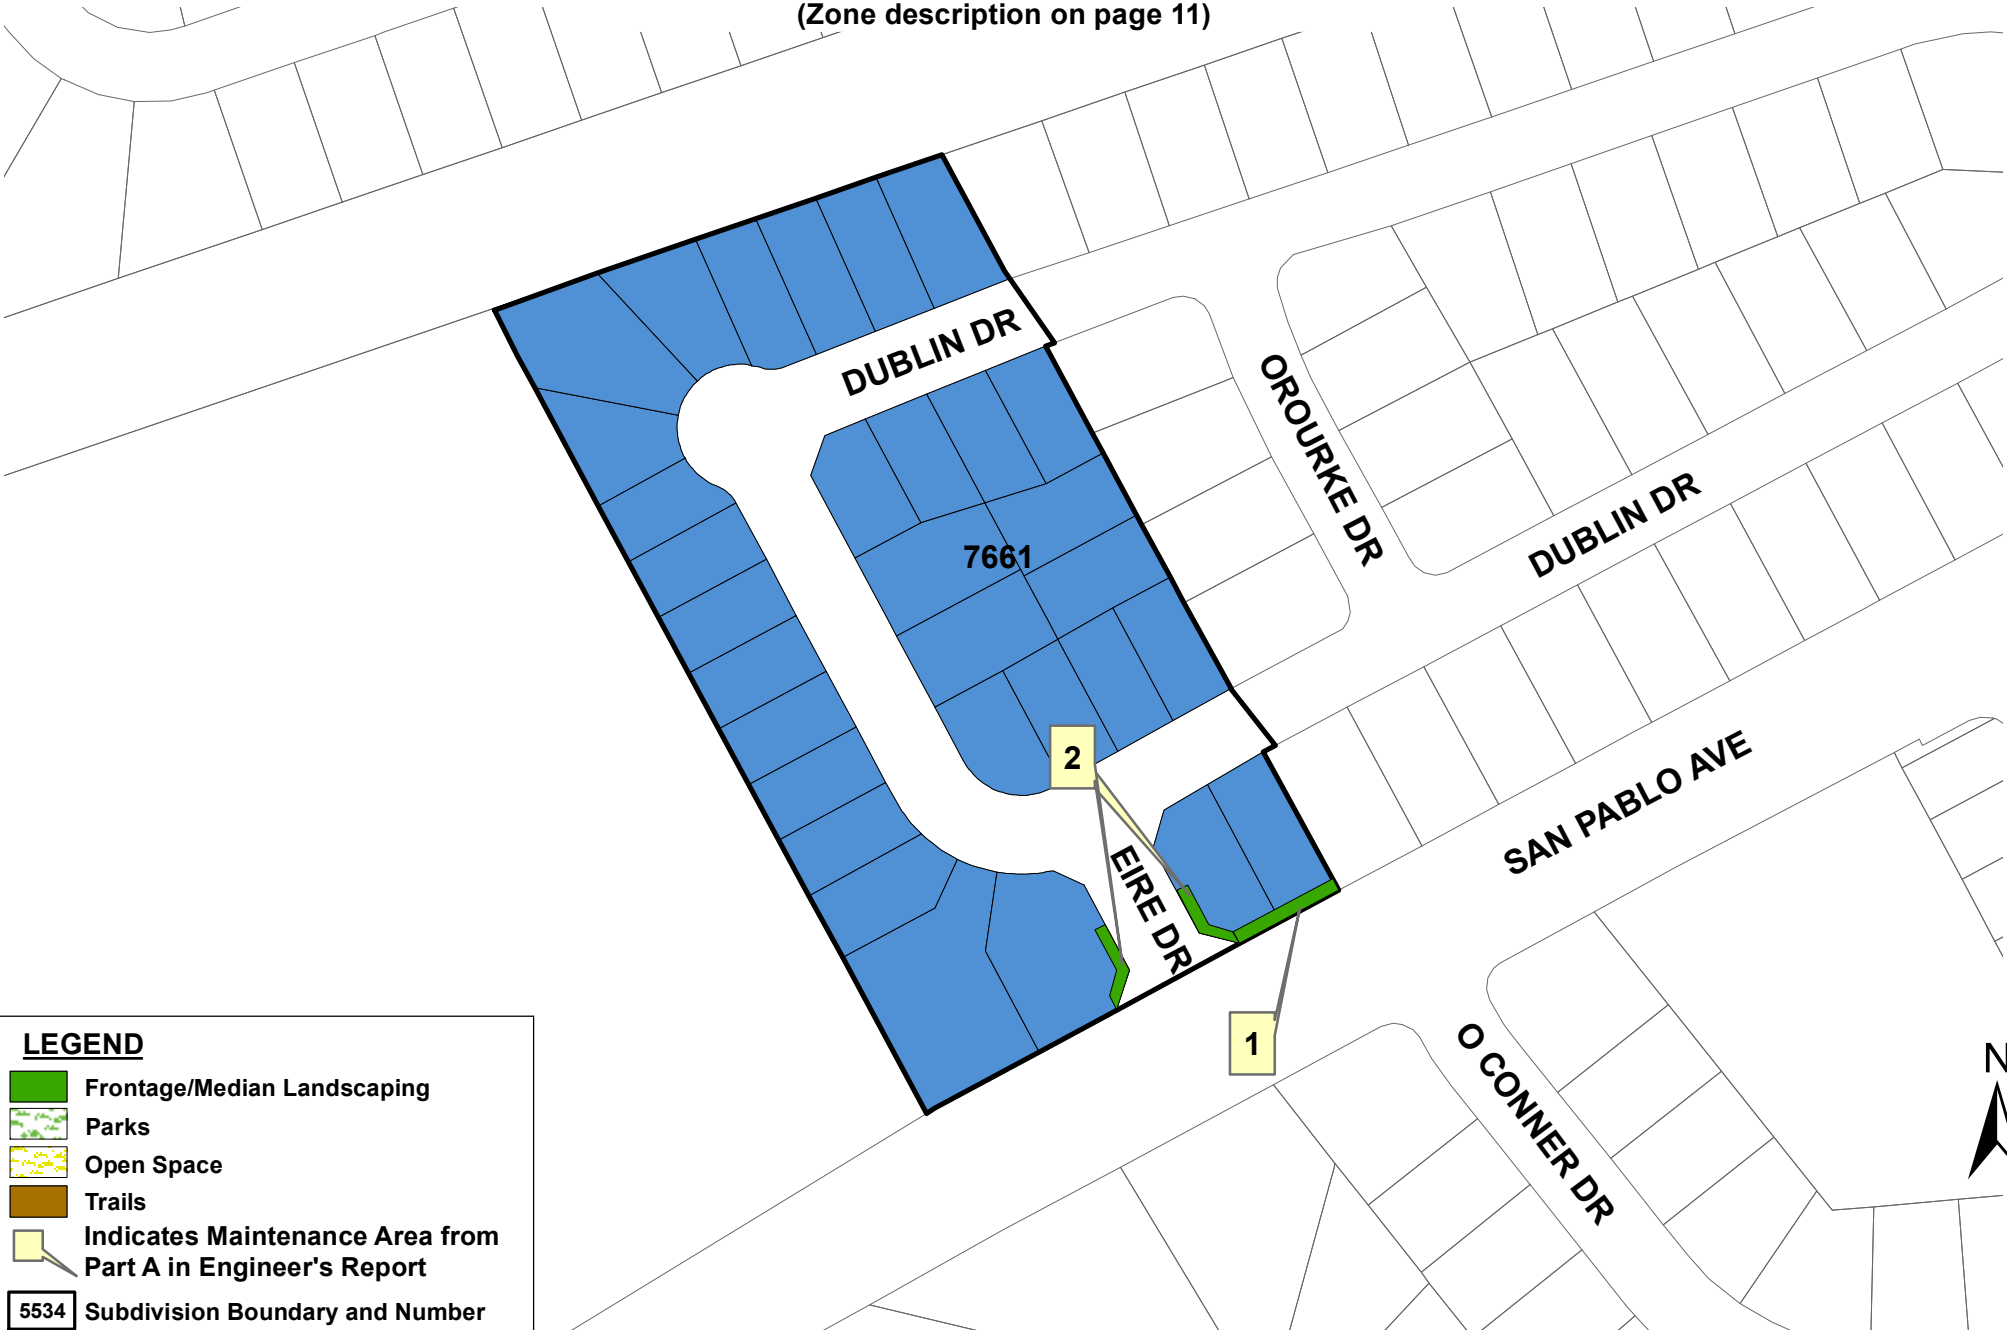 (Zone description on page 11)
DUBLIN DR
OROURKE DR
DUBLIN DR
7661
2
SAN PABLO AVE
EIRE DR
1
O CONNER DR
N
LEGEND
Frontage/Median Landscaping
Parks
Open Space
Trails
Indicates Maintenance Area from
Part A in Engineer's Report
5534 Subdivision Boundary and Number